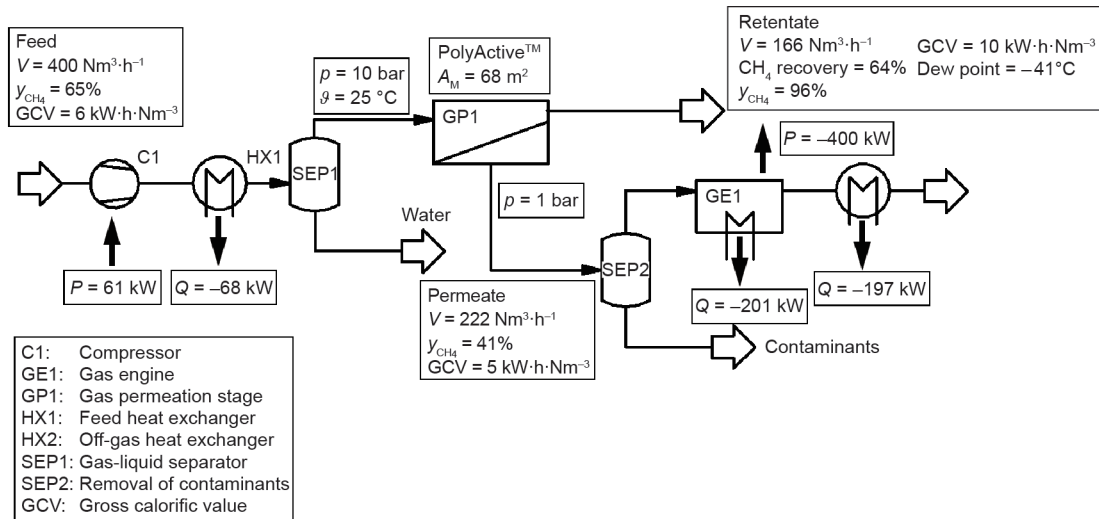 Feed
V = 400 Nm³·h⁻¹
y_CH₄ = 65%
GCV = 6 kW·h·Nm⁻³
p = 10 bar
ϑ = 25 °C
PolyActive™
A_M = 68 m²
Retentate
V = 166 Nm³·h⁻¹ GCV = 10 kW·h·Nm⁻³
CH₄ recovery = 64% Dew point = −41°C
y_CH₄ = 96%
C1
HX1
SEP1
GP1
P = −400 kW
GE1
p = 1 bar
Water
SEP2
P = 61 kW
Q = −68 kW
Q = −201 kW
Q = −197 kW
Permeate
V = 222 Nm³·h⁻¹
y_CH₄ = 41%
GCV = 5 kW·h·Nm⁻³
Contaminants
C1: Compressor
GE1: Gas engine
GP1: Gas permeation stage
HX1: Feed heat exchanger
HX2: Off-gas heat exchanger
SEP1: Gas-liquid separator
SEP2: Removal of contaminants
GCV: Gross calorific value